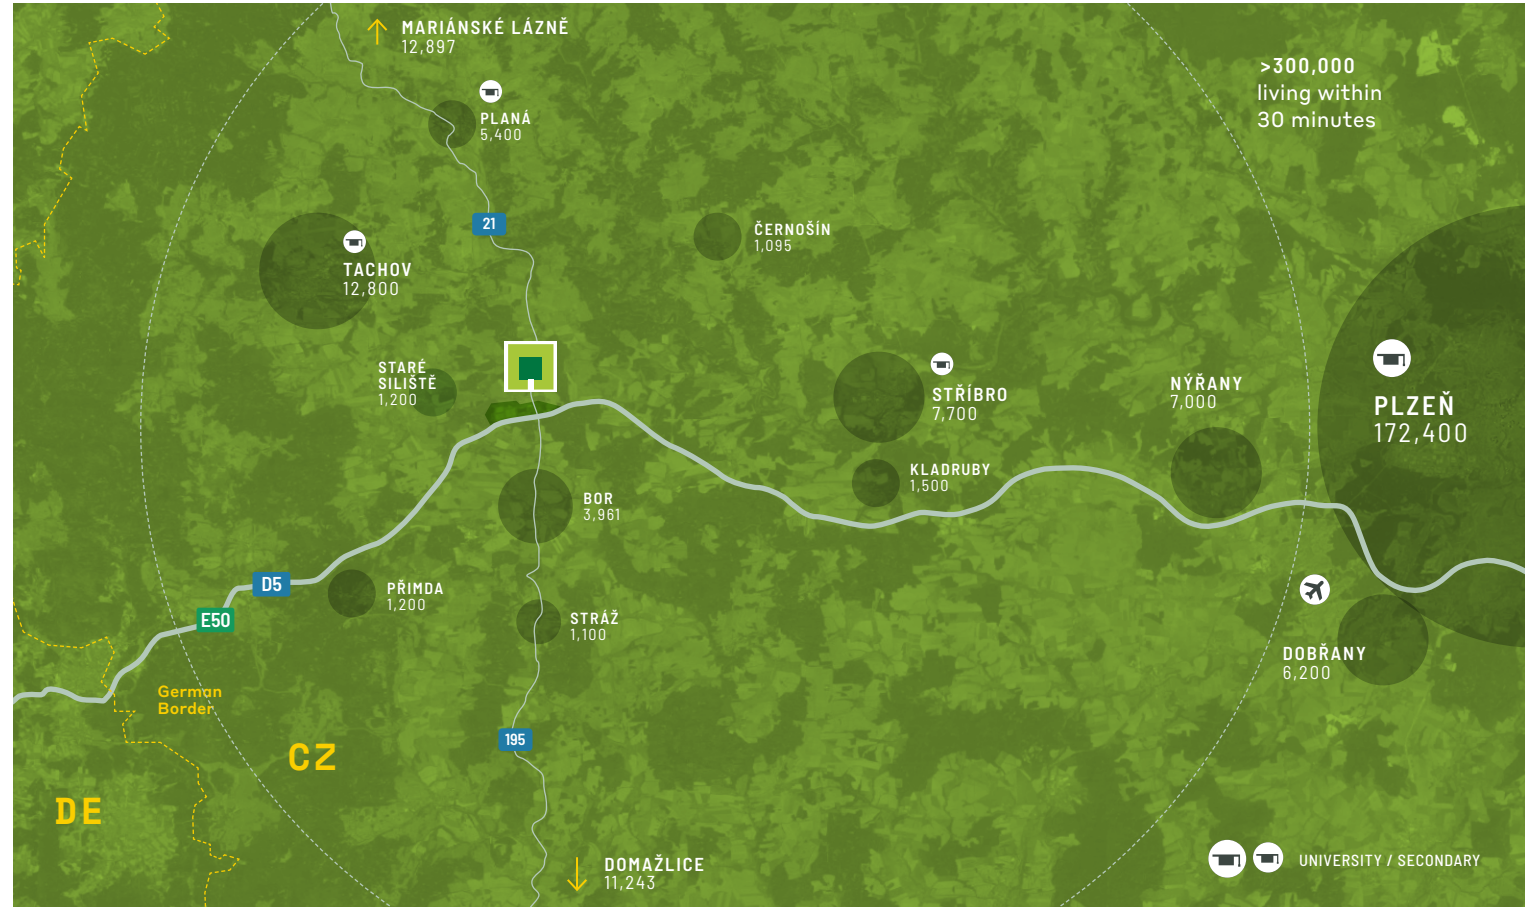 MARIÁNSKÉ LÁZNĚ
12,897
>300,000
living within
30 minutes
PLANÁ
5,400
21
ČERNOŠÍN
1,095
TACHOV
12,800
STARÉ
SILIŠTĚ
1,200
STŘÍBRO
7,700
NÝŘANY
7,000
PLZEŇ
172,400
KLADRUBY
1,500
BOR
3,961
D5
PŘIMDA
1,200
E50
STRÁŽ
1,100
DOBŘANY
6,200
German
Border
195
CZ
DE
DOMAŽLICE
11,243
UNIVERSITY / SECONDARY